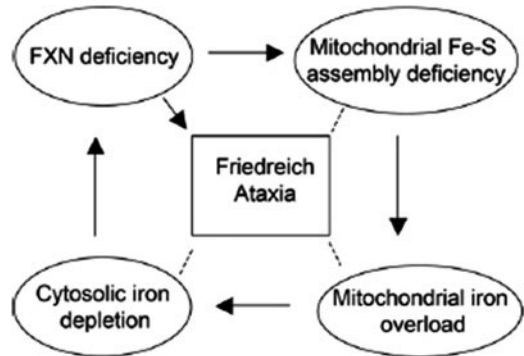 FXN deficiency
Mitochondrial Fe-S
assembly deficiency
Friedreich
Ataxia
Cytosolic iron
depletion
Mitochondrial iron
overload